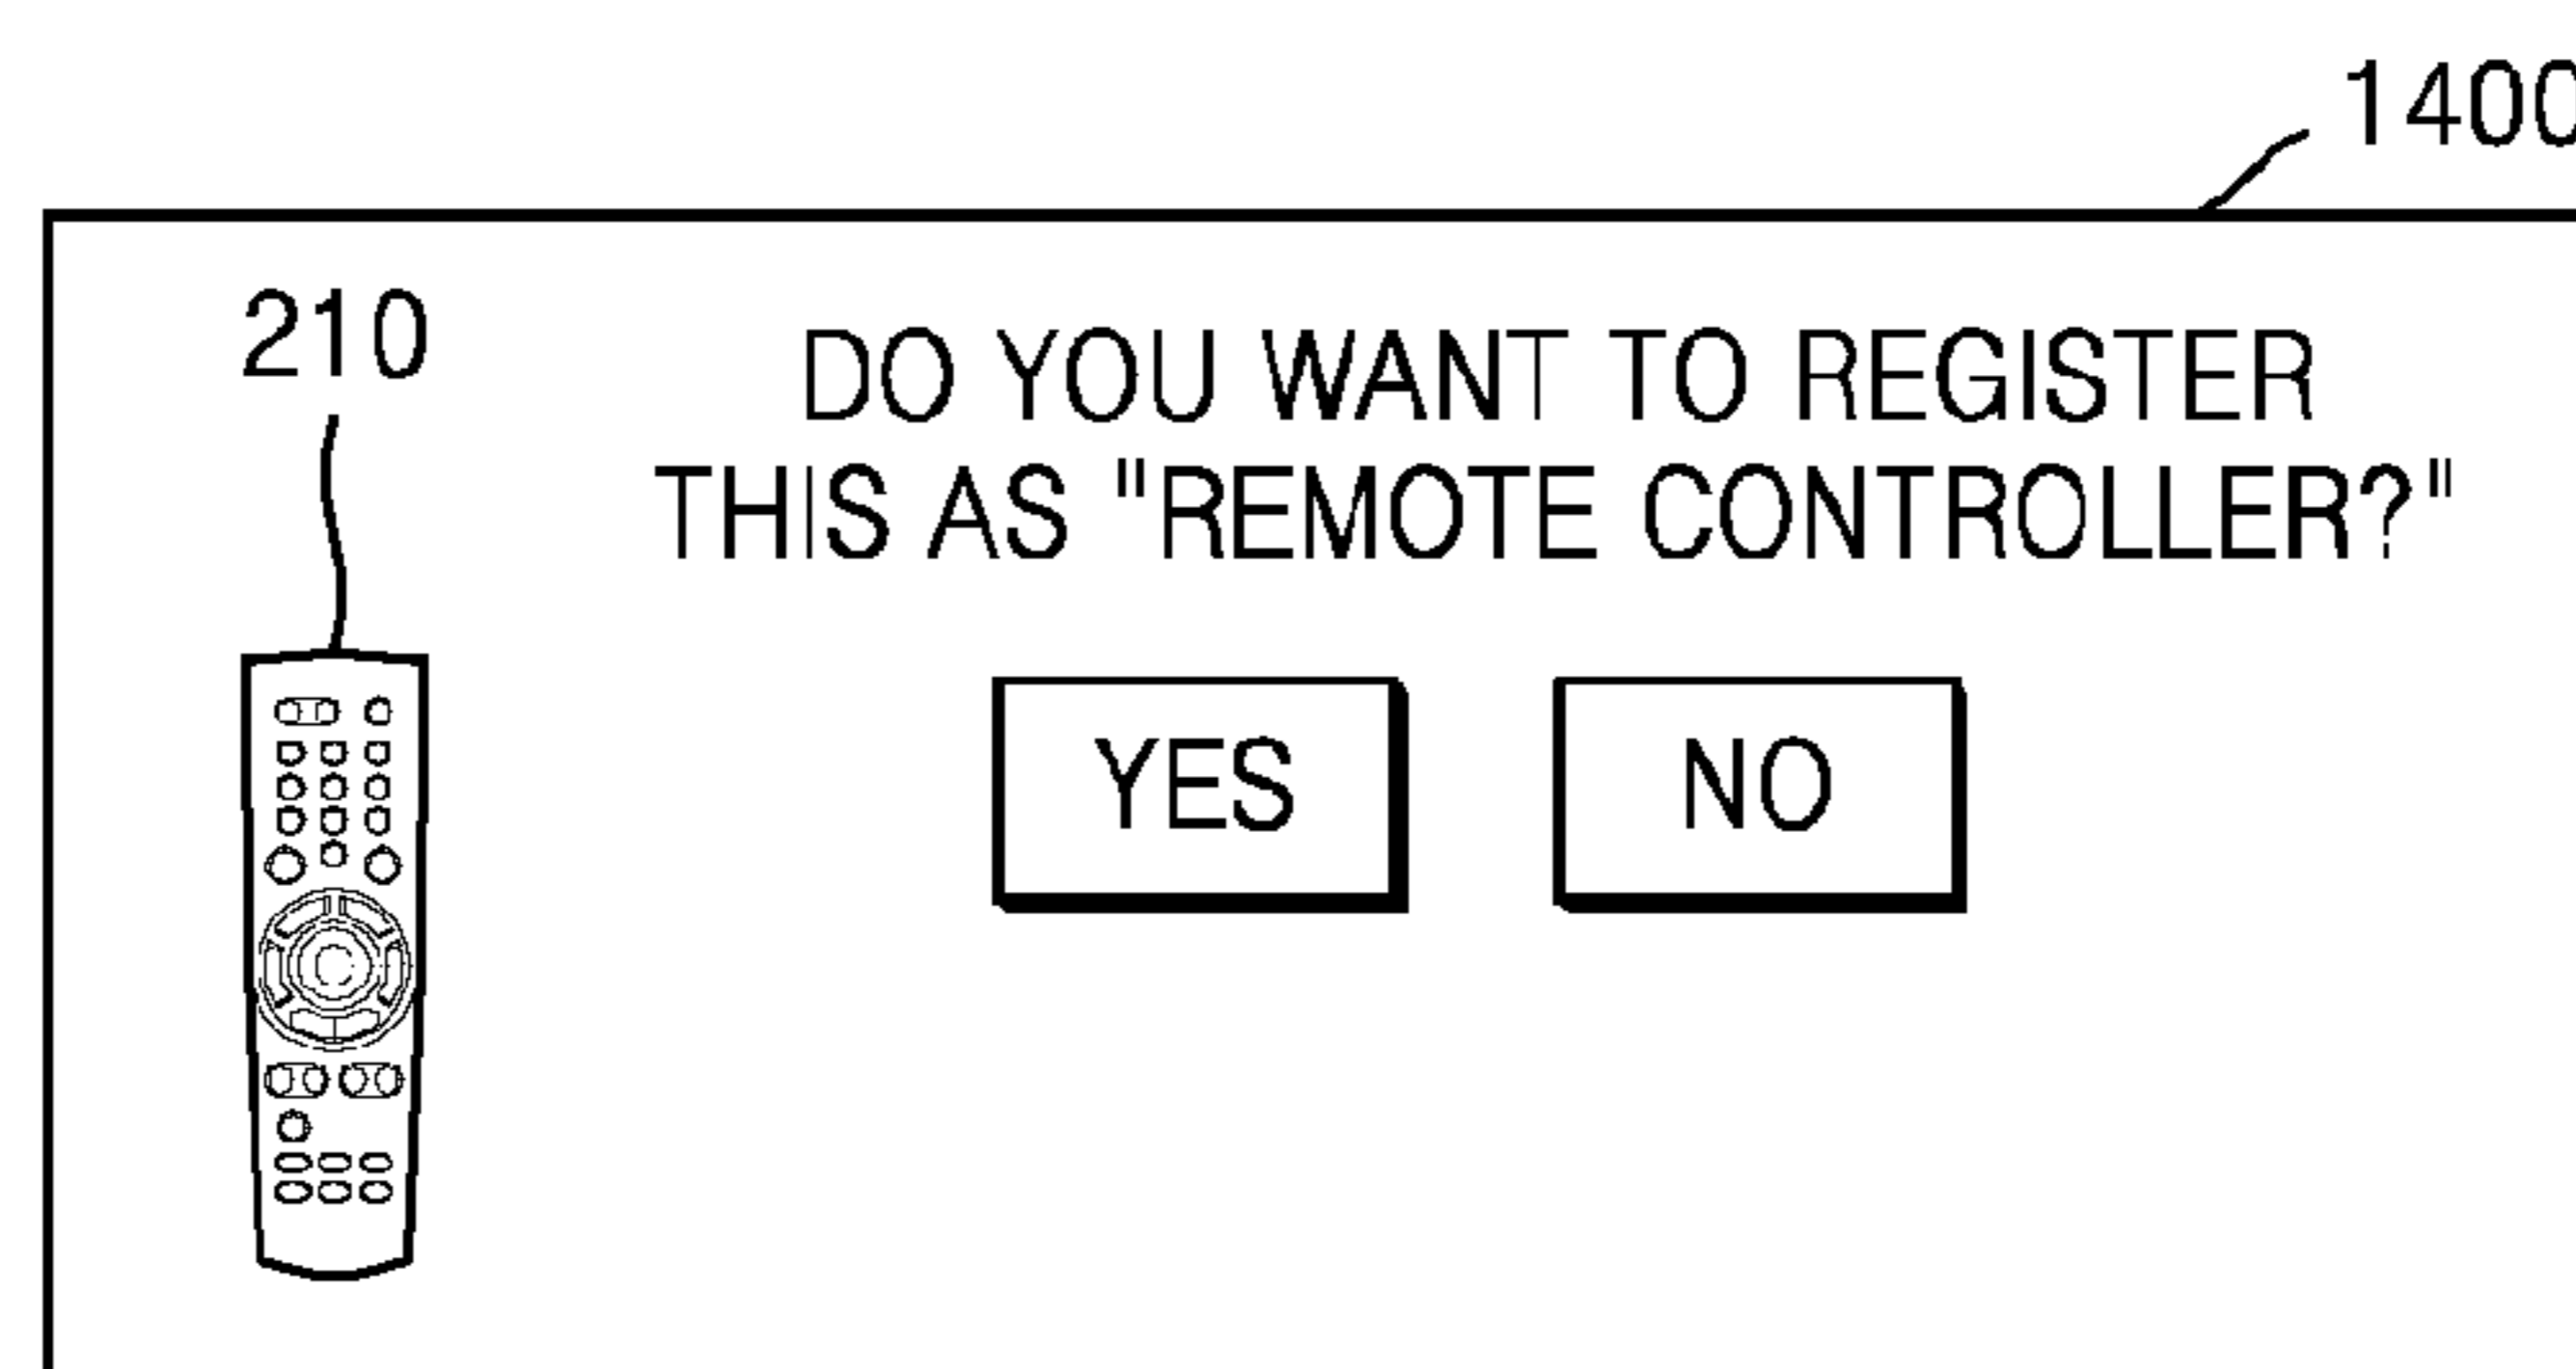 1400
210
DO YOU WANT TO REGISTER
THIS AS "REMOTE CONTROLLER?"
YES
NO